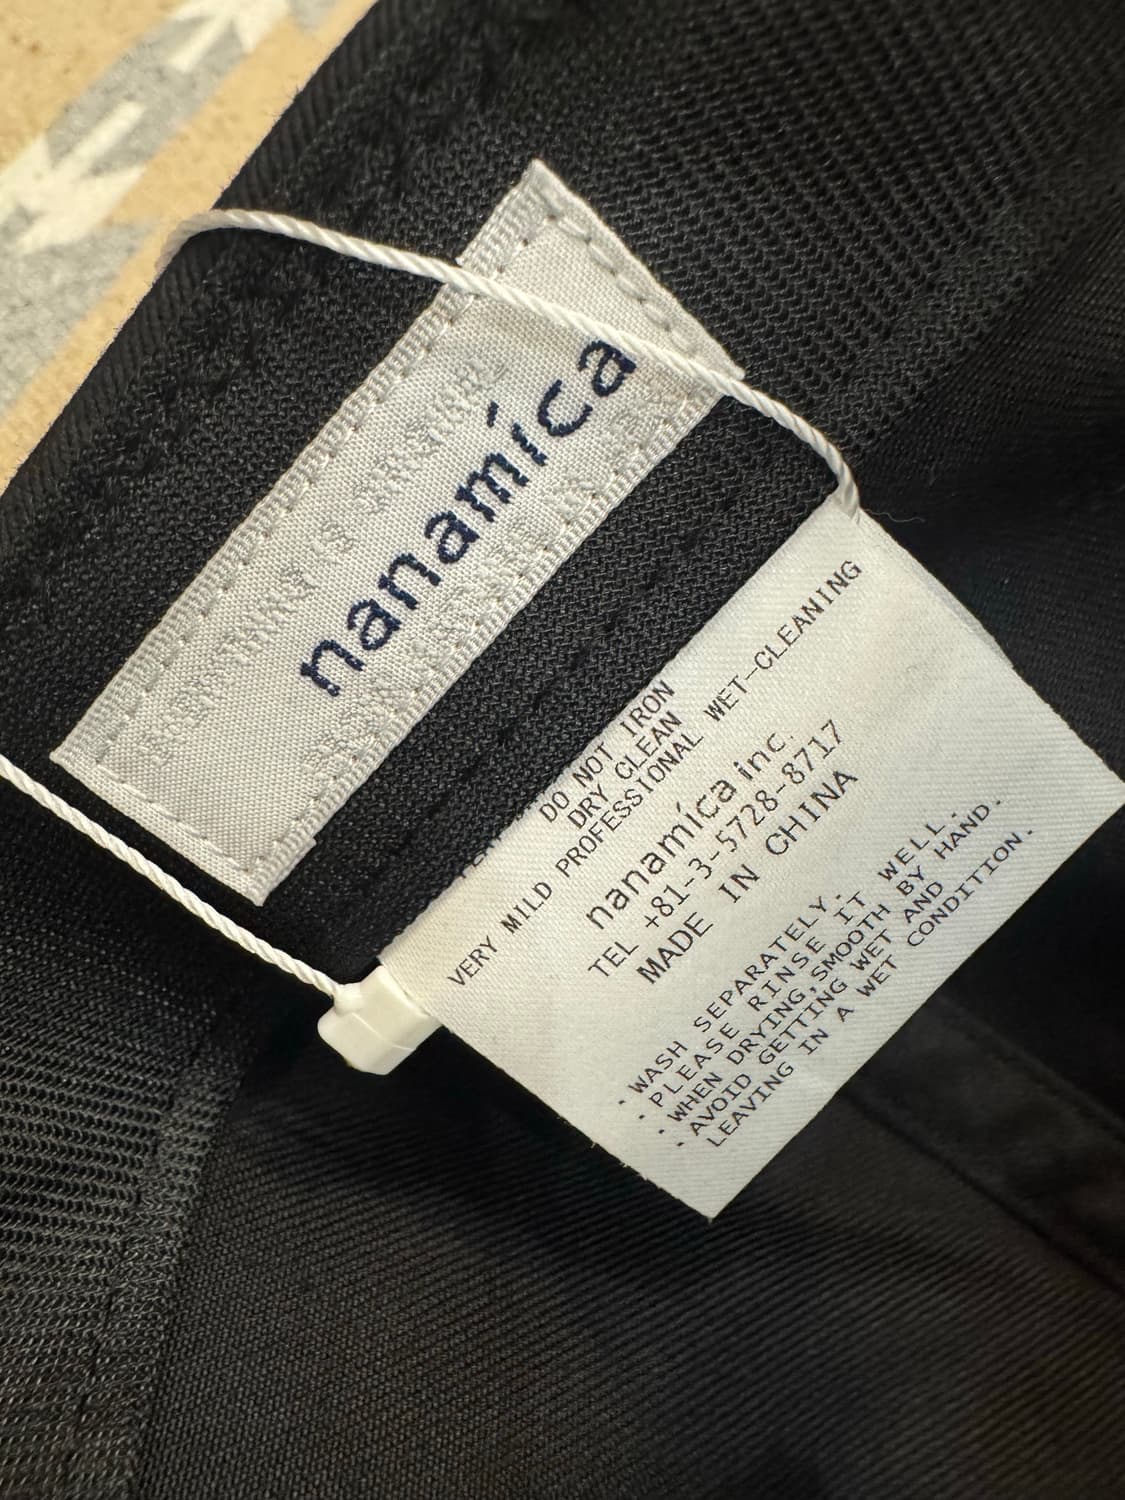 nanamíca
DO NOT IRON
DRY CLEAN
VERY MILD PROFESSIONAL WET-CLEANING
nanamíca inc.
TEL +81-3-5728-8717
MADE IN CHINA
·WASH SEPARATELY.
·PLEASE RINSE IT WELL.
·WHEN DRYING,SMOOTH BY HAND.
·AVOID GETTING WET AND
LEAVING IN A WET CONDITION.